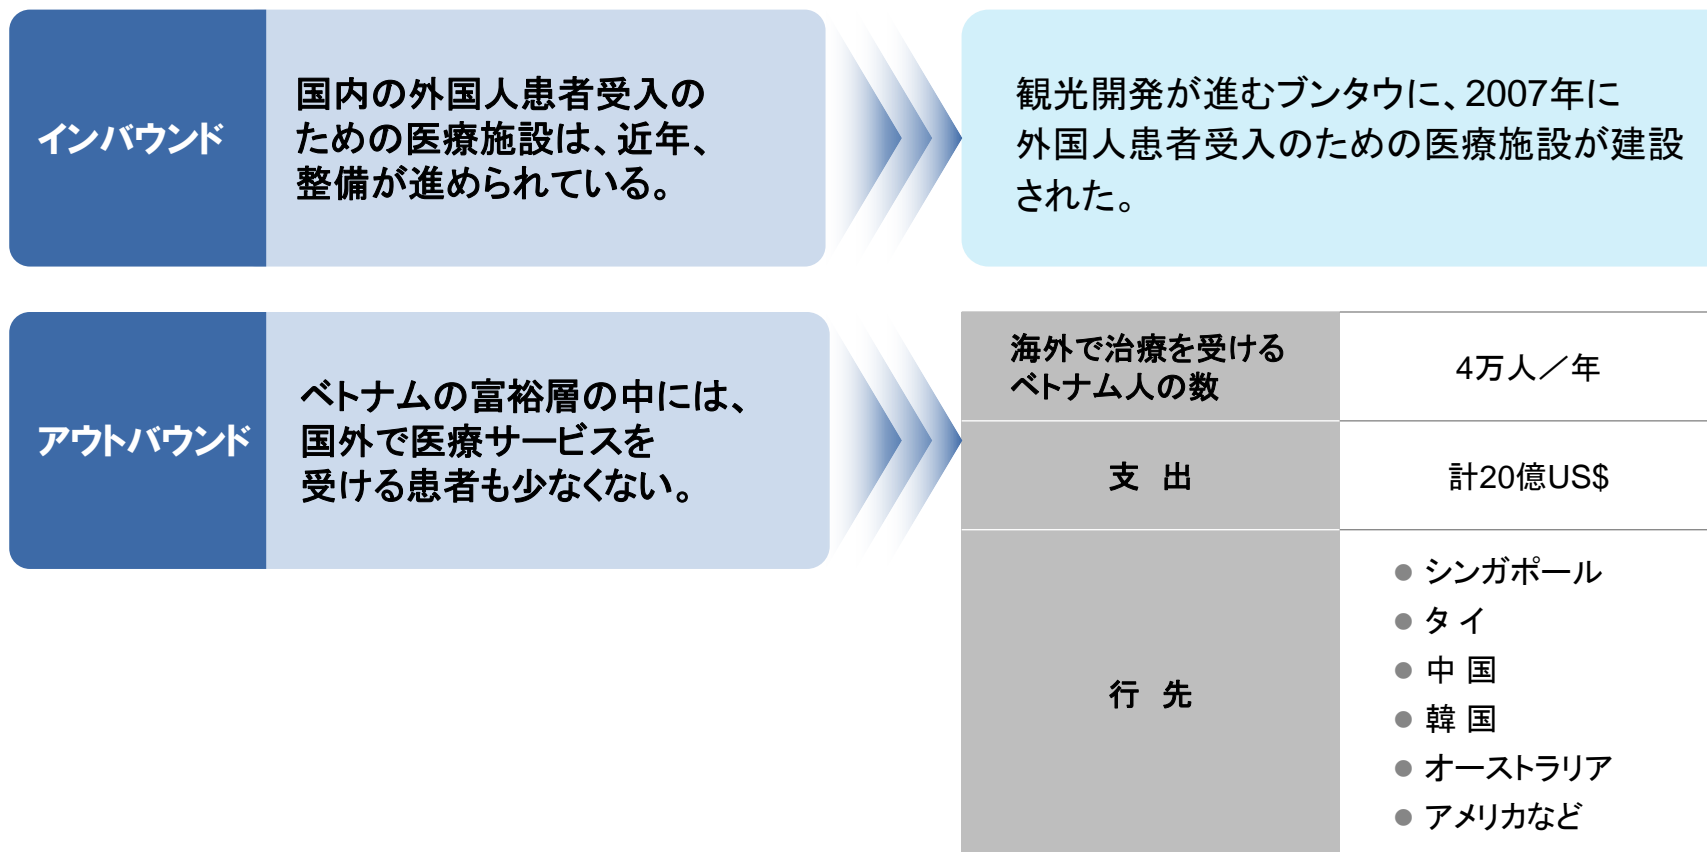 インバウンド
国内の外国人患者受入の
ための医療施設は、近年、
整備が進められている。
観光開発が進むブンタウに、2007年に
外国人患者受入のための医療施設が建設
された。
アウトバウンド
ベトナムの富裕層の中には、
国外で医療サービスを
受ける患者も少なくない。
海外で治療を受ける
ベトナム人の数
4万人／年
支 出
計20億US$
行 先
● シンガポール
● タ イ
● 中 国
● 韓 国
● オーストラリア
● アメリカなど